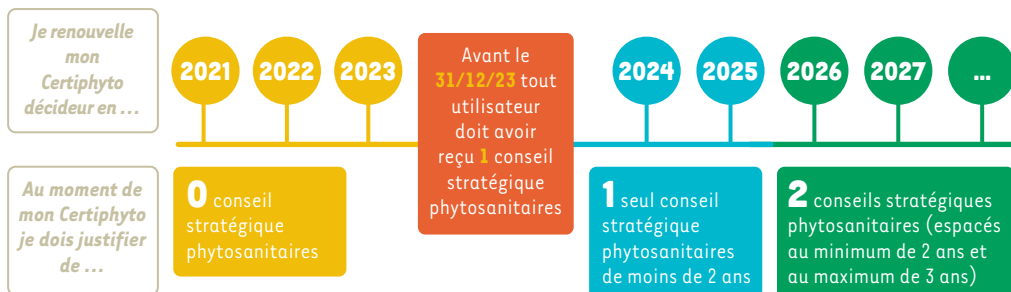 Je renouvelle
mon
Certiphyto
décideur en ...
2021
2022
2023
Avant le
31/12/23 tout
utilisateur
doit avoir
reçu 1 conseil
stratégique
phytosanitaires
2024
2025
2026
2027
...
Au moment de
mon Certiphyto
je dois justifier
de ...
0 conseil
stratégique
phytosanitaires
1 seul conseil
stratégique
phytosanitaires
de moins de 2 ans
2 conseils stratégiques
phytosanitaires (espacés
au minimum de 2 ans et
au maximum de 3 ans)